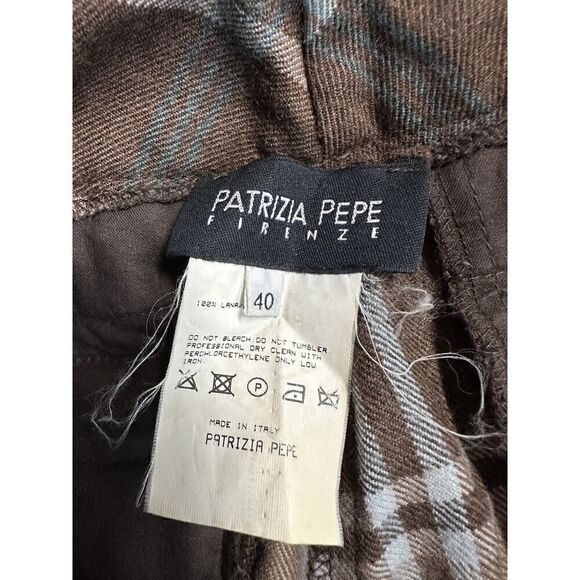 PATRIZIA PEPE
FIRENZE
100% LANA
40
DO NOT BLEACH.DO NOT TUMBLER
PROFESSIONAL DRY CLEAN WITH
PERCHLORCETHYLENE ONLY LOW
IRON.
P
MADE IN ITALY
PATRIZIA PEPE